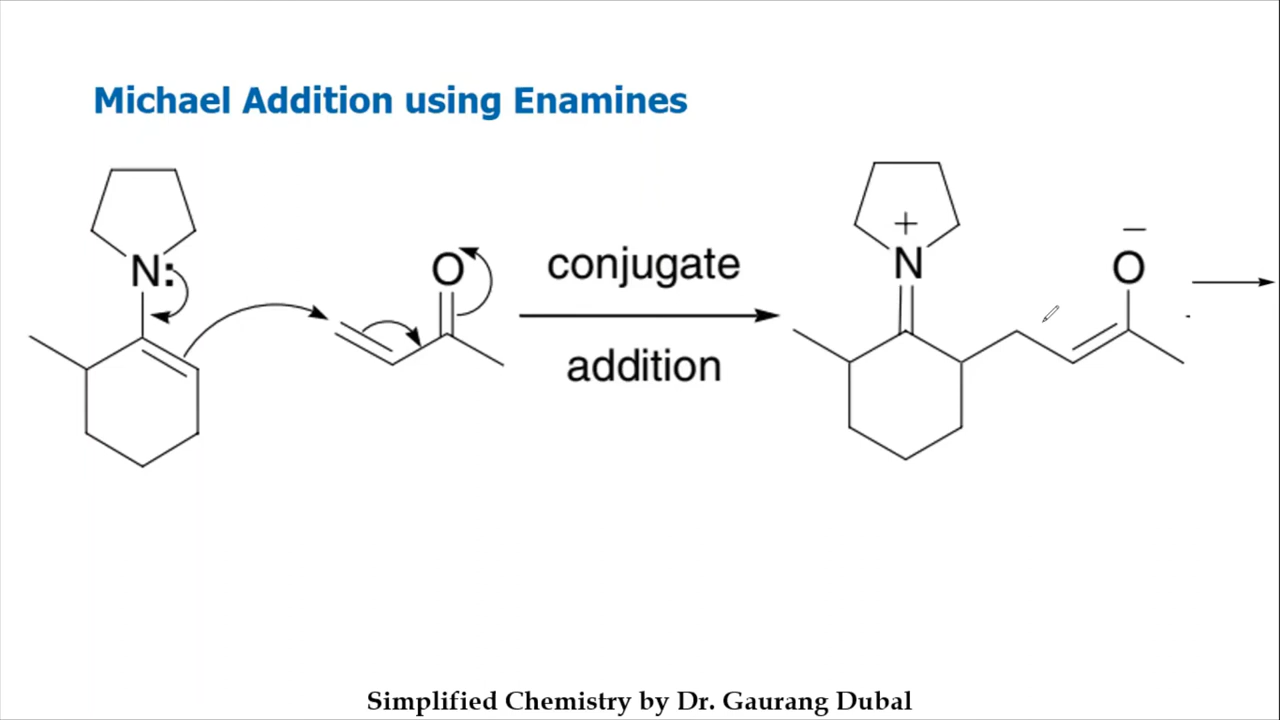 Michael Addition using Enamines
N:
O
conjugate
addition
+
N
–
O
Simplified Chemistry by Dr. Gaurang Dubal